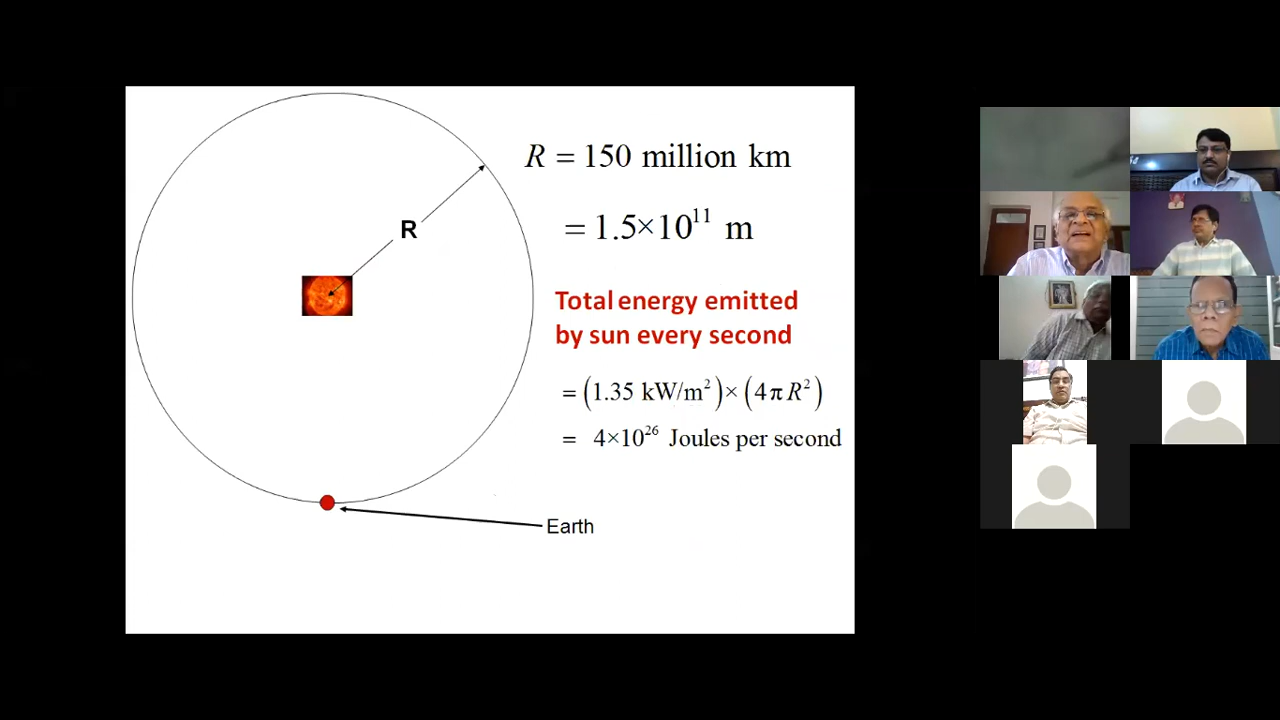 R = 150 million km
= 1.5×10¹¹ m
R
Total energy emitted
by sun every second
= (1.35 kW/m²)×(4πR²)
= 4×10²⁶ Joules per second
Earth